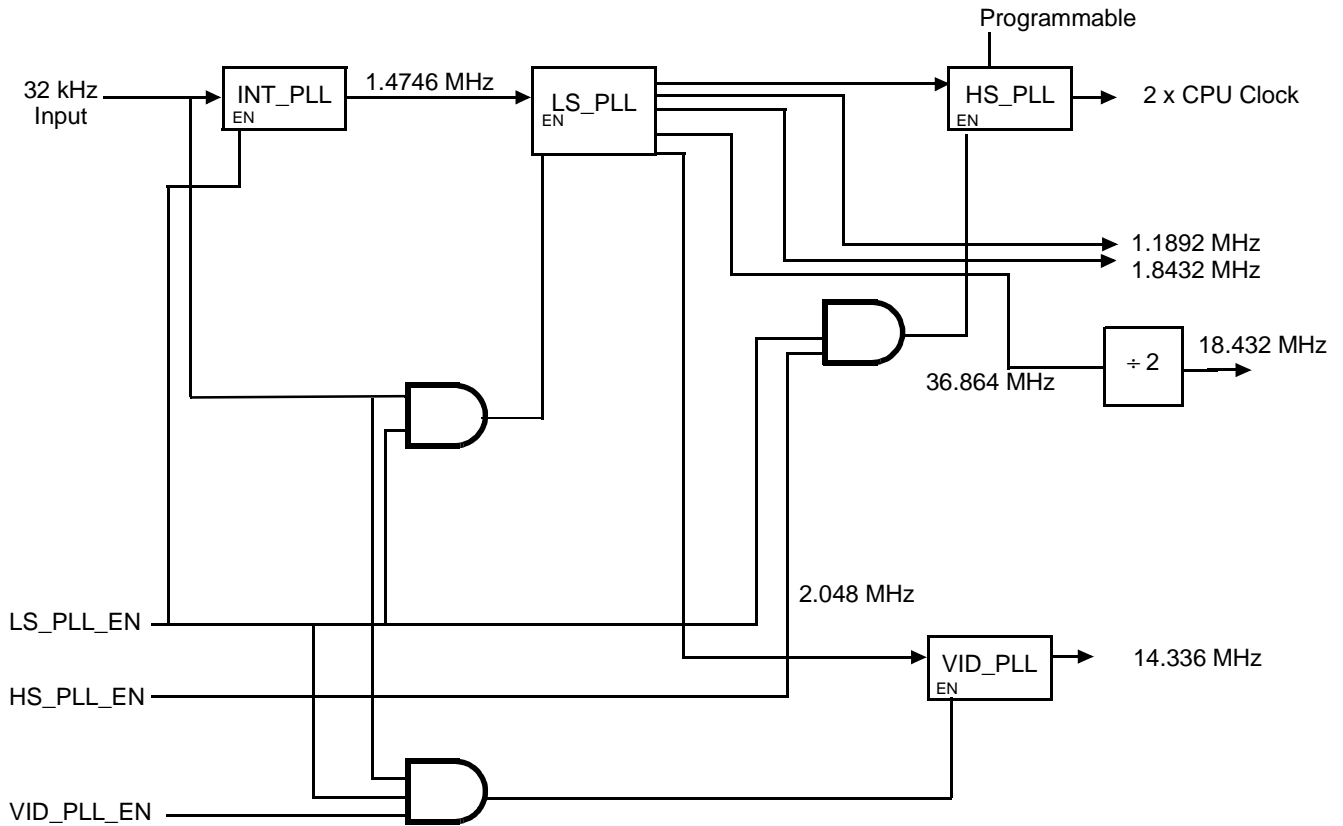 Programmable
32 kHz
Input
INT_PLL
EN
1.4746 MHz
LS_PLL
EN
HS_PLL
EN
2 x CPU Clock
1.1892 MHz
1.8432 MHz
÷ 2
18.432 MHz
36.864 MHz
2.048 MHz
LS_PLL_EN
HS_PLL_EN
VID_PLL
EN
14.336 MHz
VID_PLL_EN